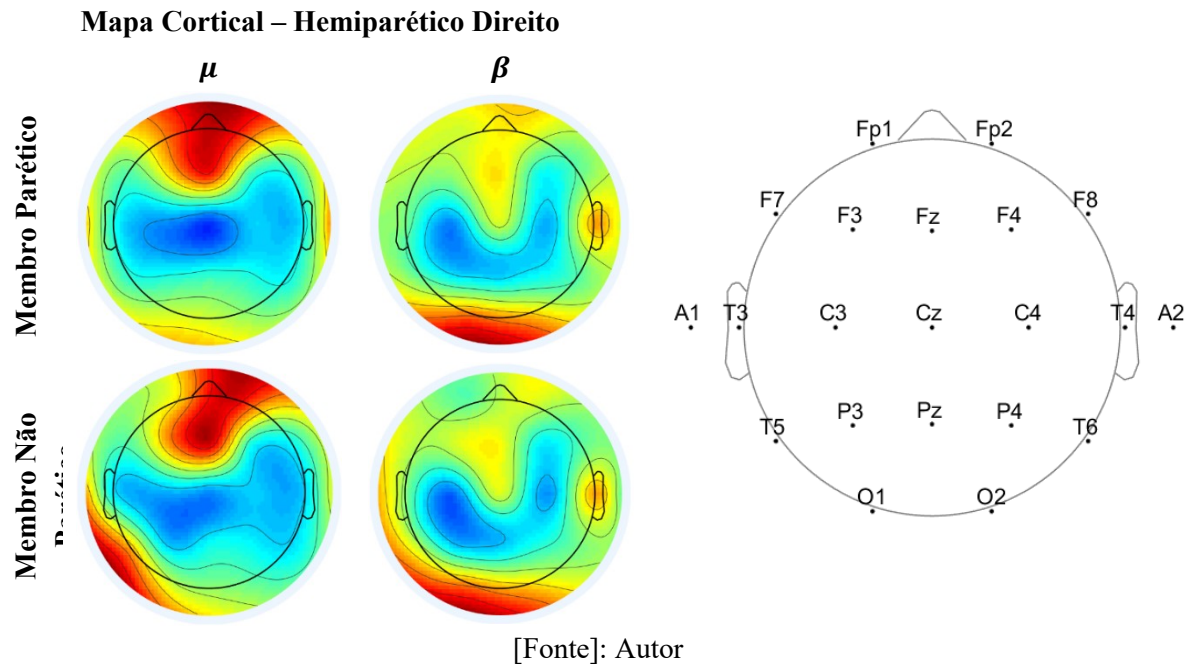 Mapa Cortical – Hemiparético Direito
μ β
Membro Parético
Membro Não
Fp1 Fp2
F7 F3 Fz F4 F8
A1 T3 C3 Cz C4 T4 A2
T5 P3 Pz P4 T6
O1 O2
[Fonte]: Autor